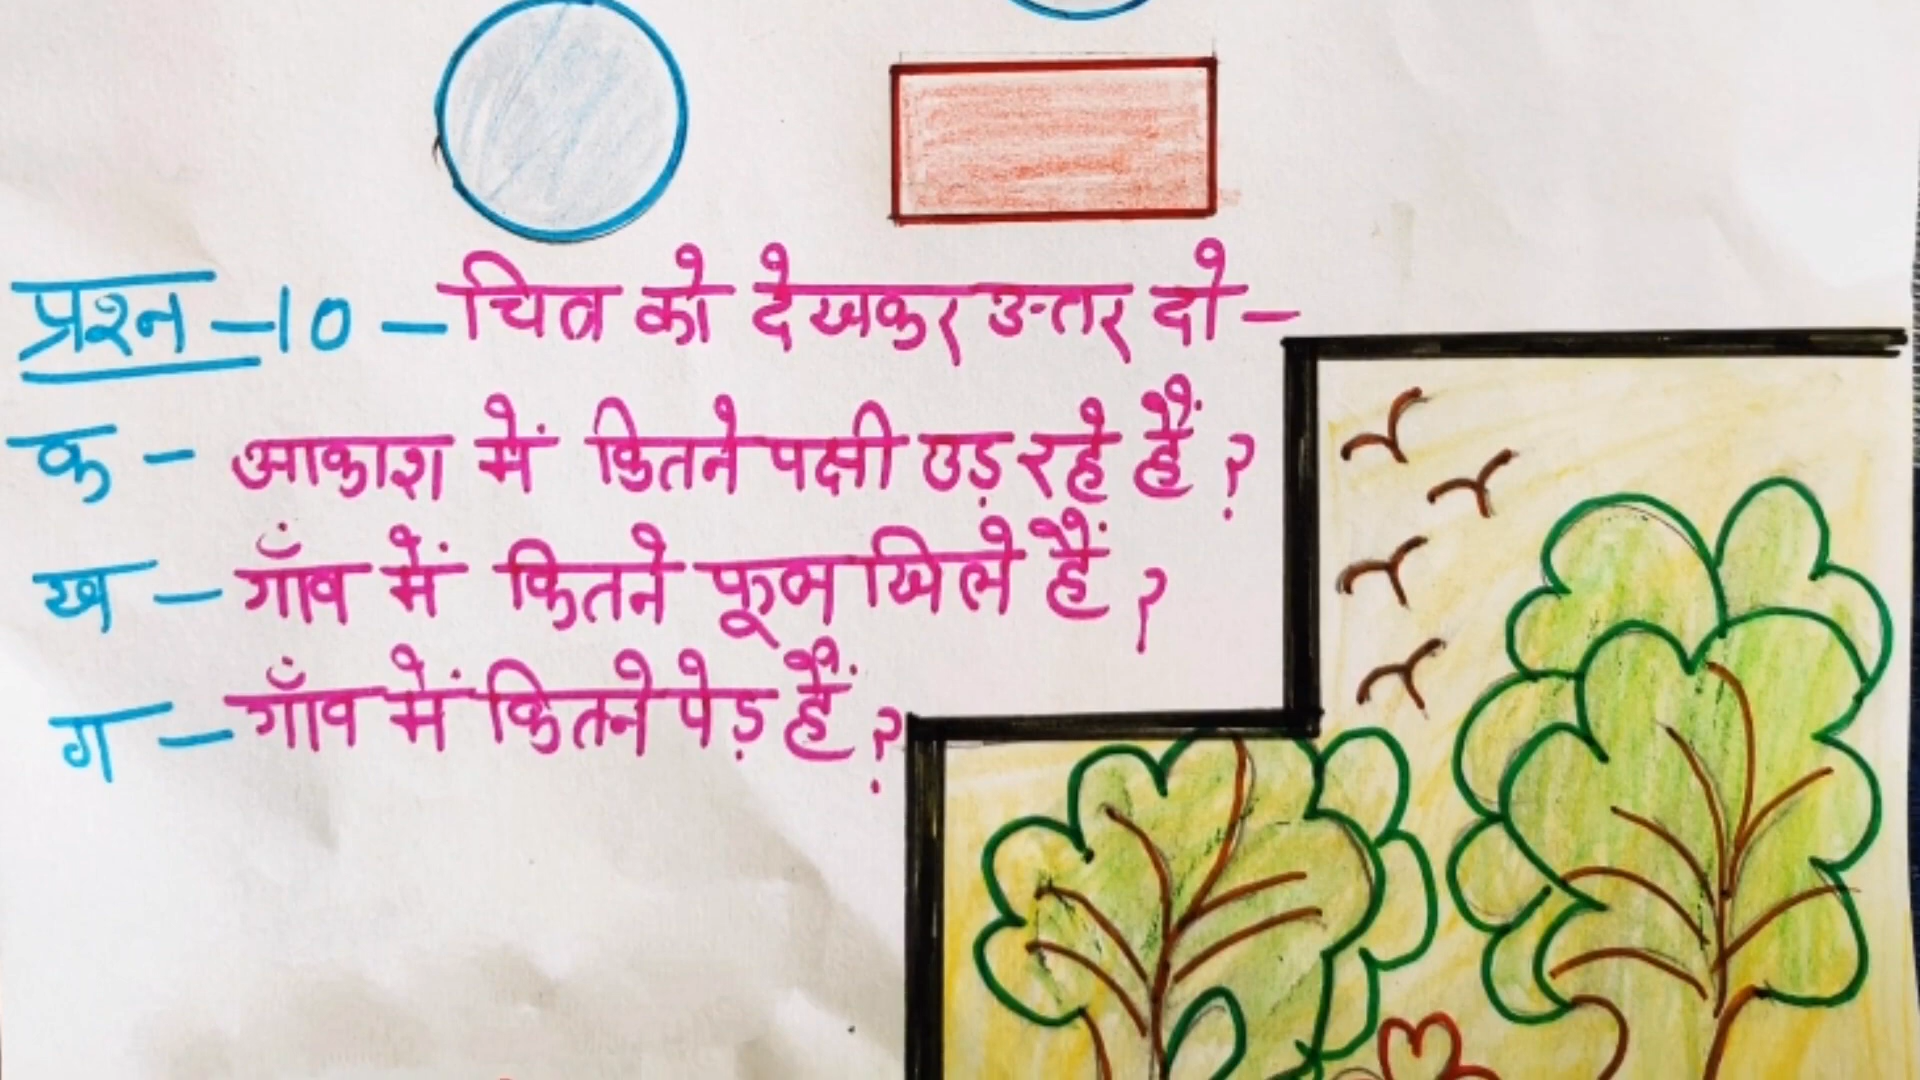 प्रश्न -10 - चित्र को देखकर उत्तर दो -
क - आकाश में कितने पक्षी उड़ रहे हैं ?
ख - गाँव में कितने फूल खिले हैं ?
ग - गाँव में कितने पेड़ हैं ?